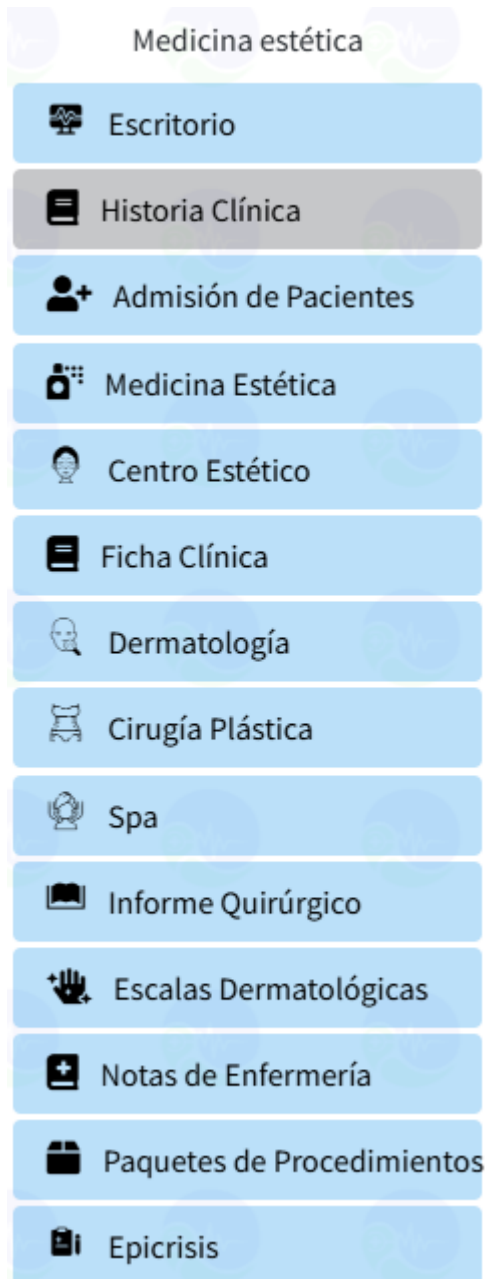 Medicina estética
Escritorio
Historia Clínica
Admisión de Pacientes
Medicina Estética
Centro Estético
Ficha Clínica
Dermatología
Cirugía Plástica
Spa
Informe Quirúrgico
Escalas Dermatológicas
Notas de Enfermería
Paquetes de Procedimientos
Epicrisis